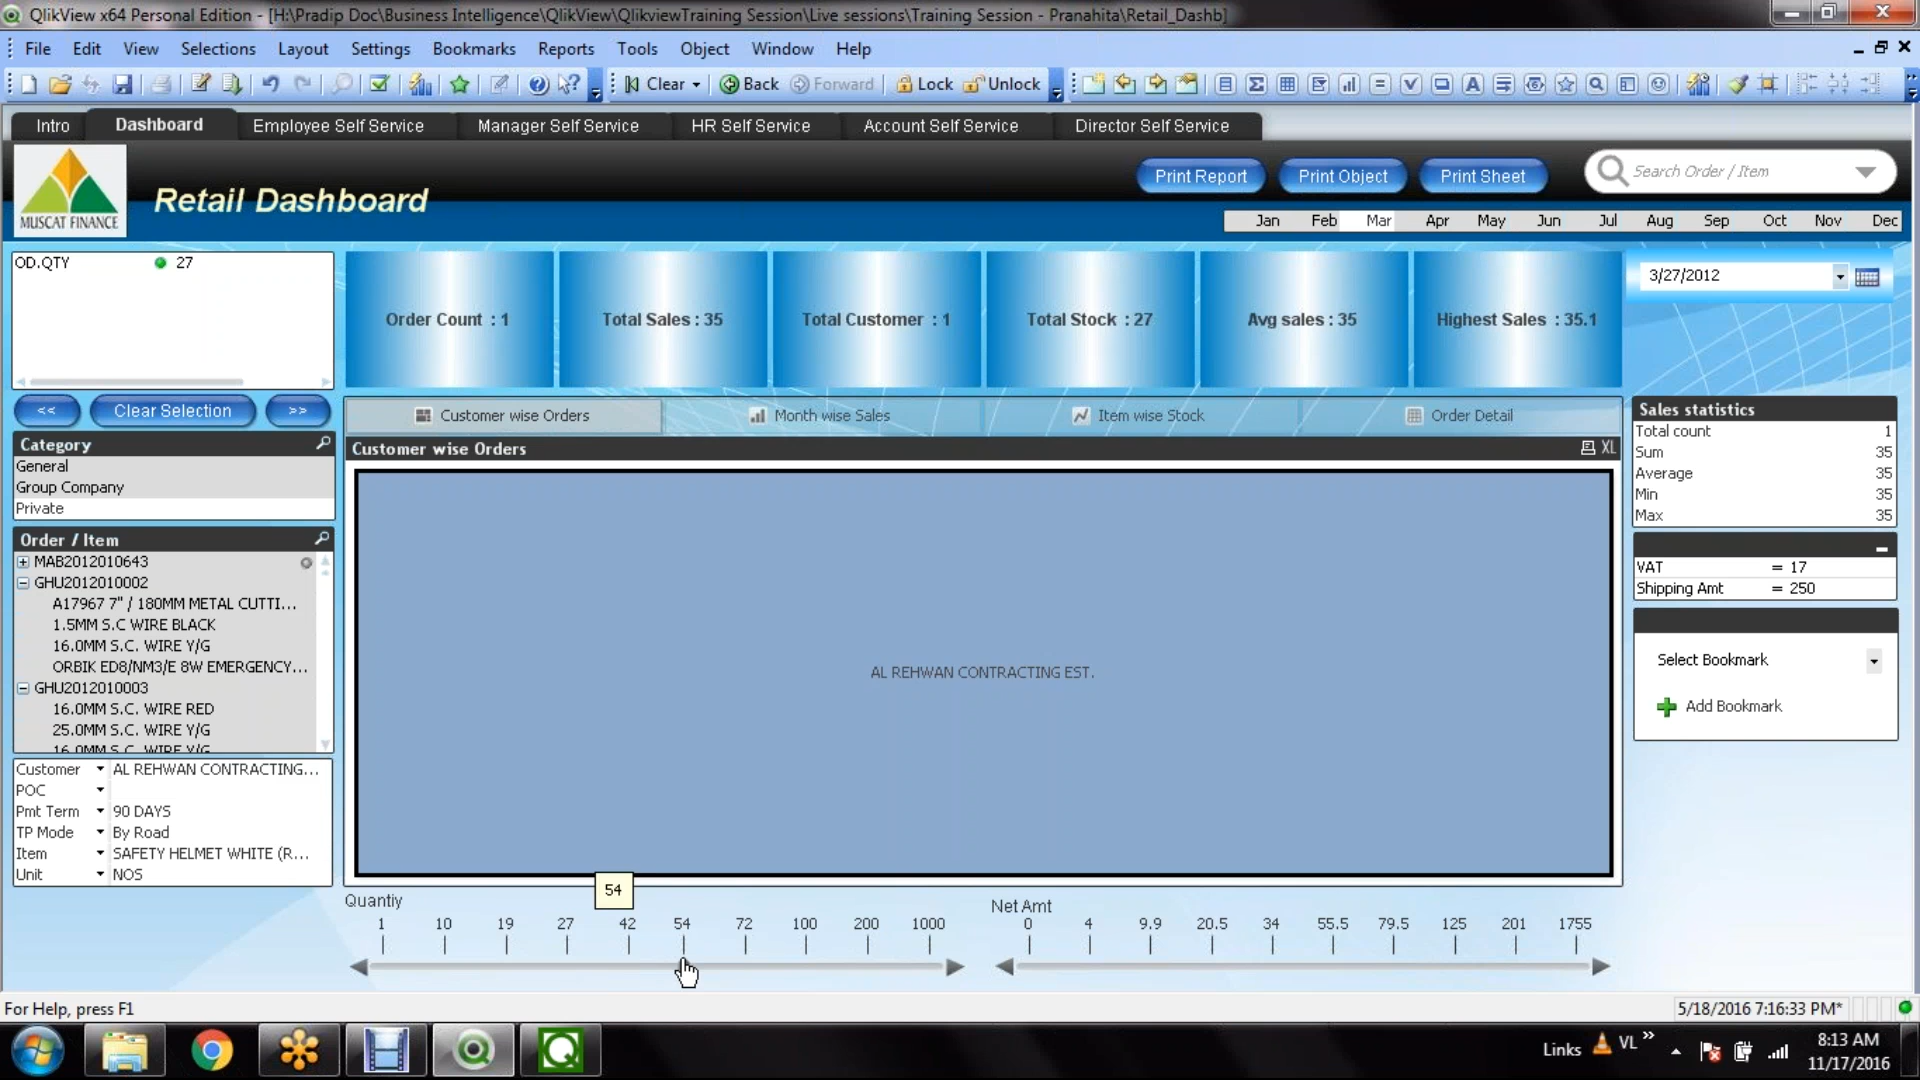 QlikView x64 Personal Edition - [H:\Pradip Doc\Business Intelligence\QlikView\QlikviewTraining Session\Live sessions\Training Session - Pranahita\Retail_Dashb]
File Edit View Selections Layout Settings Bookmarks Reports Tools Object Window Help
Clear Back Forward Lock Unlock
Intro Dashboard Employee Self Service Manager Self Service HR Self Service Account Self Service Director Self Service
MUSCAT FINANCE
Retail Dashboard
Print Report Print Object Print Sheet Search Order / Item
Jan Feb Mar Apr May Jun Jul Aug Sep Oct Nov Dec
OD.QTY 27
Order Count : 1 Total Sales : 35 Total Customer : 1 Total Stock : 27 Avg sales : 35 Highest Sales : 35.1
3/27/2012
<< Clear Selection >>
Customer wise Orders Month wise Sales Item wise Stock Order Detail
Customer wise Orders XL
AL REHWAN CONTRACTING EST.
Category
General
Group Company
Private
Order / Item
MAB2012010643
GHU2012010002
A17967 7" / 180MM METAL CUTTI...
1.5MM S.C WIRE BLACK
16.0MM S.C. WIRE Y/G
ORBIK ED8/NM3/E 8W EMERGENCY...
GHU2012010003
16.0MM S.C. WIRE RED
25.0MM S.C. WIRE Y/G
16.0MM S.C. WIRE Y/G
Customer AL REHWAN CONTRACTING...
POC
Pmt Term 90 DAYS
TP Mode By Road
Item SAFETY HELMET WHITE (R...
Unit NOS
Sales statistics
Total count 1
Sum 35
Average 35
Min 35
Max 35
VAT = 17
Shipping Amt = 250
Select Bookmark
Add Bookmark
54
Quantiy
1 10 19 27 42 54 72 100 200 1000
Net Amt
0 4 9.9 20.5 34 55.5 79.5 125 201 1755
For Help, press F1
5/18/2016 7:16:33 PM*
Links VL
8:13 AM
11/17/2016